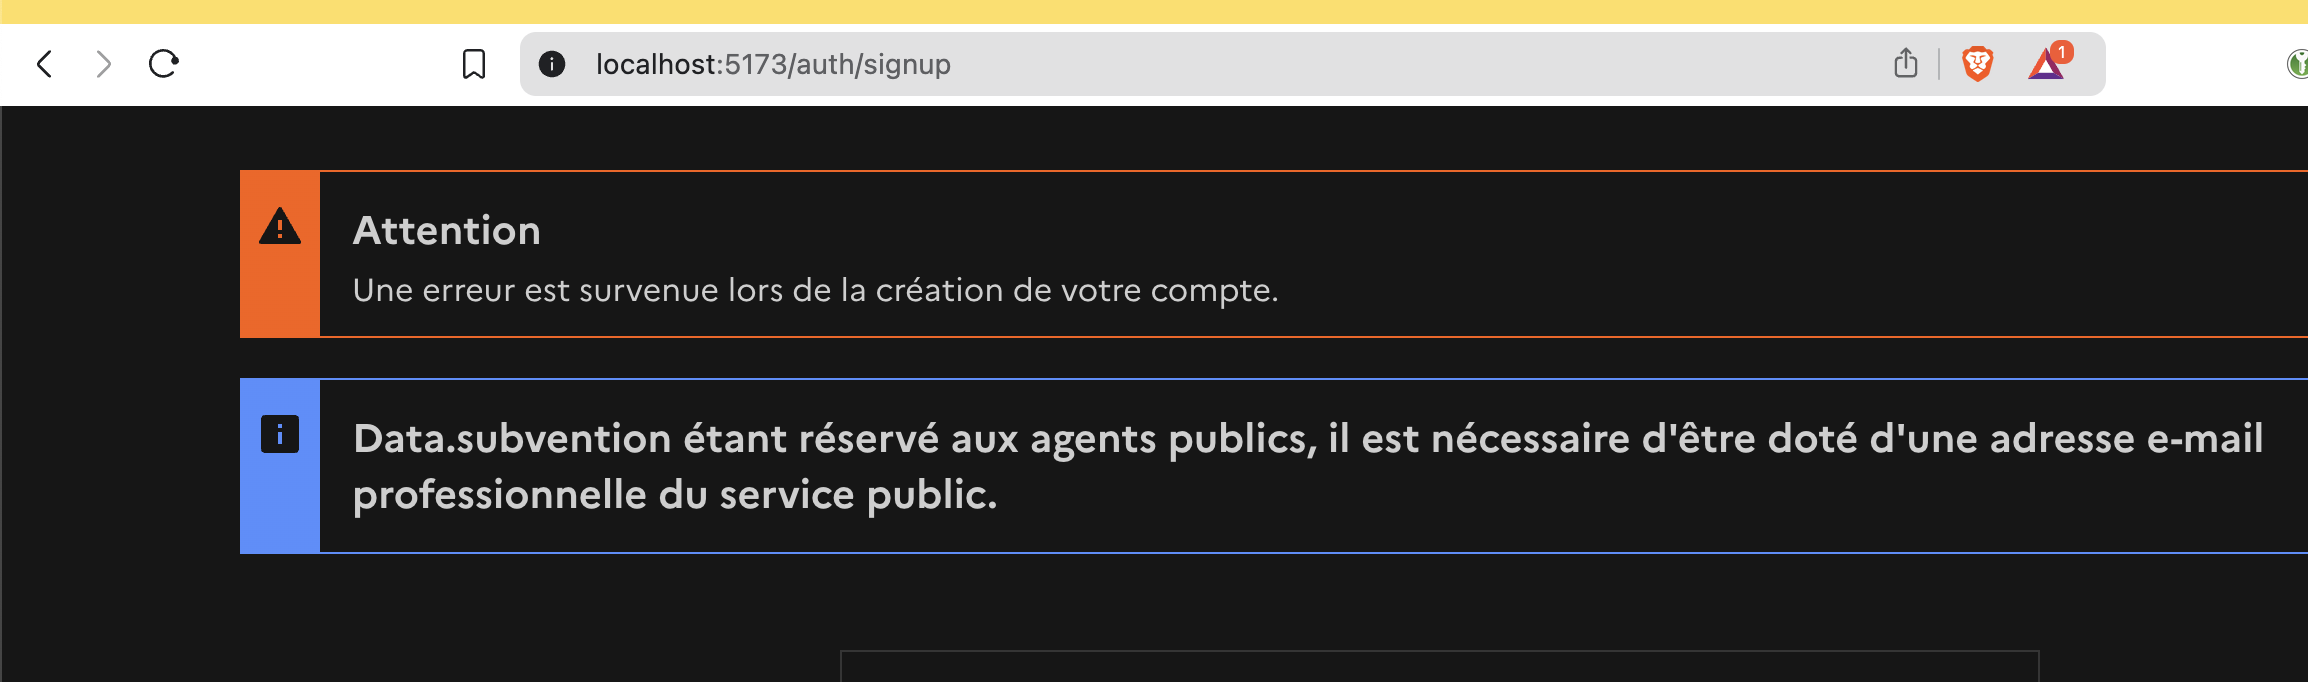 localhost:5173/auth/signup
1
Attention
Une erreur est survenue lors de la création de votre compte.
Data.subvention étant réservé aux agents publics, il est nécessaire d'être doté d'une adresse e-mail
professionnelle du service public.